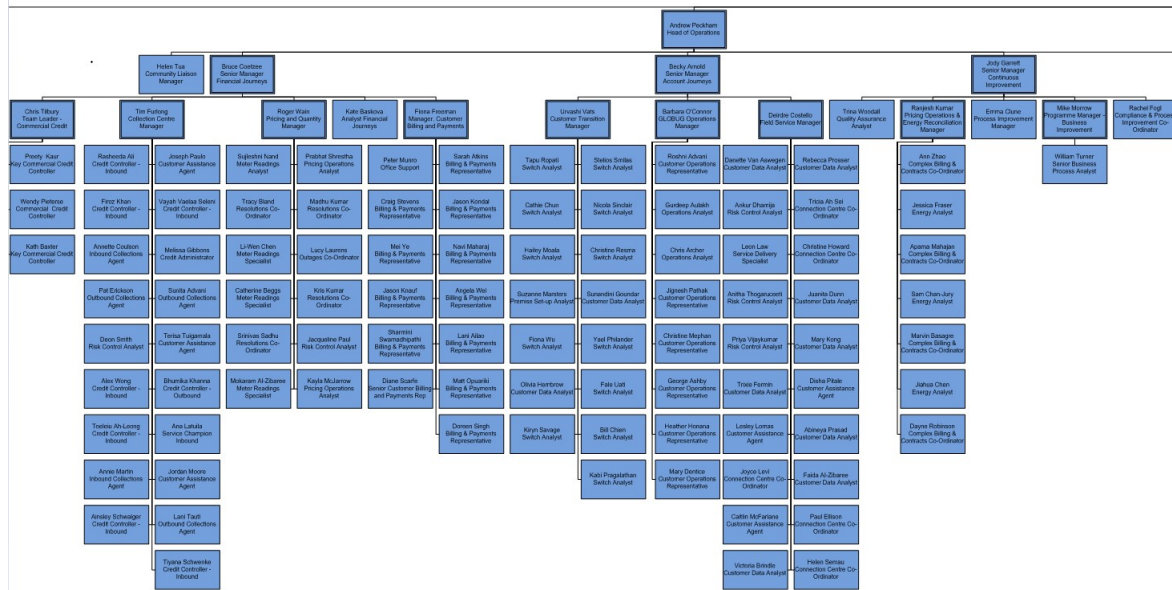 Andrew Peckham
Head of Operations
Helen Tua
Community Liaison
Manager
Bruce Coetzee
Senior Manager
Financial Journeys
Becky Arnold
Senior Manager
Account Journeys
Jody Garrett
Senior Manager
Continuous
Improvement
Chris Tilbury
Team Leader -
Commercial Credit
Tim Furlong
Collection Centre
Manager
Roger Wain
Pricing and Quantity
Manager
Kate Baskova
Analyst Financial
Journeys
Fiona Freeman
Manager, Customer
Billing and Payments
Urvashi Vats
Customer Transition
Manager
Barbara O'Connor
GLOBUG Operations
Manager
Deirdre Costello
Field Service Manager
Trina Woodall
Quality Assurance
Analyst
Ranjesh Kumar
Pricing Operations
& Energy Reconciliation
Manager
Emma Clune
Process Improvement
Manager
Mike Morrow
Programme Manager -
Business
Improvement
Rachel Fogl
Compliance & Process
Improvement Co-
Ordinator
Preety Kaur
Key Commercial Credit
Controller
Wendy Pieterse
Commercial Credit
Controller
Kath Baxter
Key Commercial Credit
Controller
Rasheeda Ali
Credit Controller -
Inbound
Firoz Khan
Credit Controller -
Inbound
Annette Coulson
Inbound Collections
Agent
Pat Erickson
Outbound Collections
Agent
Deon Smith
Risk Control Analyst
Alex Wong
Credit Controller -
Inbound
Ah-Leong
Credit Controller -
Inbound
Annie Martin
Inbound Collections
Agent
Ainsley Schwaiger
Credit Controller -
Inbound
Joseph Paulo
Customer Assistance
Agent
Vayah Vaalaa Seleni
Credit Controller -
Inbound
Melissa Gibbons
Credit Administrator
Sunita Advani
Outbound Collections
Agent
Terisa Tuigamala
Customer Assistance
Agent
Bhumika Khanna
Credit Controller -
Outbound
Ana Latuila
Service Champion
Inbound
Jordan Moore
Customer Assistance
Agent
Lani Tauti
Outbound Collections
Agent
Tiyana Schwenke
Credit Controller -
Inbound
Sujleshni Nand
Meter Readings
Analyst
Tracy Bland
Resolutions Co-
Ordinator
Li-Wen Chen
Meter Readings
Specialist
Catherine Beggs
Meter Readings
Specialist
Srinivas Sadhu
Resolutions Co-
Ordinator
Mokaram Al-Zibaree
Meter Readings
Specialist
Prabhat Shrestha
Pricing Operations
Analyst
Madhu Kumar
Resolutions Co-
Ordinator
Lucy Laurens
Outages Co-Ordinator
Kris Kumar
Resolutions Co-
Ordinator
Jacqueline Paul
Risk Control Analyst
Kayla McJarrow
Pricing Operations
Analyst
Peter Munro
Office Support
Craig Stevens
Billing & Payments
Representative
Mei Ye
Billing & Payments
Representative
Jason Knauf
Billing & Payments
Representative
Sharmini
Swamadhipathi
Billing & Payments
Representative
Diane Scarfe
Senior Customer Billing
and Payments Rep
Sarah Atkins
Billing & Payments
Representative
Jason Kondal
Billing & Payments
Representative
Navi Maharaj
Billing & Payments
Representative
Angela Wei
Billing & Payments
Representative
Lani Ailao
Billing & Payments
Representative
Matt Opuariki
Billing & Payments
Representative
Doreen Singh
Billing & Payments
Representative
Tapu Ropati
Switch Analyst
Cathie Chun
Switch Analyst
Hailey Moala
Switch Analyst
Suzanne Marsters
Premise Set-up Analyst
Fiona Wu
Switch Analyst
Olivia Hembrow
Customer Data Analyst
Kiryn Savage
Switch Analyst
Stelios Smilas
Switch Analyst
Nicola Sinclair
Switch Analyst
Christine Resma
Switch Analyst
Sunandini Goundar
Customer Data Analyst
Yael Philander
Switch Analyst
Fale Liati
Switch Analyst
Bill Chien
Switch Analyst
Kabi Pragalathan
Switch Analyst
Roshni Advani
Customer Operations
Representative
Gurdeep Aulakh
Operations Analyst
Chris Archer
Operations Analyst
Jignesh Pathak
Customer Operations
Representative
Christine Mephan
Customer Operations
Representative
George Ashby
Customer Operations
Representative
Heather Honana
Customer Operations
Representative
Mary Dentice
Customer Operations
Representative
Danette Van Aswegen
Customer Data Analyst
Ankur Dhamija
Risk Control Analyst
Leon Law
Service Delivery
Specialist
Anitha Thogarucheeti
Risk Control Analyst
Priya Vijeykumar
Risk Control Analyst
Trixie Fermin
Customer Data Analyst
Lesley Lomas
Customer Assistance
Agent
Joyce Levi
Connection Centre Co-
Ordinator
Caitlin McFarlane
Customer Assistance
Agent
Victoria Brindle
Customer Data Analyst
Rebecca Prosser
Customer Data Analyst
Tricia Ah Sei
Connection Centre Co-
Ordinator
Christine Howard
Connection Centre Co-
Ordinator
Juanita Dunn
Customer Data Analyst
Mary Kong
Customer Data Analyst
Disha Pitale
Customer Assistance
Agent
Abineya Prasad
Customer Data Analyst
Faida Al-Zibaree
Customer Data Analyst
Paul Ellison
Connection Centre Co-
Ordinator
Helen Semau
Connection Centre Co-
Ordinator
Ann Zhao
Complex Billing &
Contracts Co-Ordinator
Jessica Fraser
Energy Analyst
Aparna Mahajan
Complex Billing &
Contracts Co-Ordinator
Sam Chan-Jury
Energy Analyst
Marvin Basagre
Complex Billing &
Contracts Co-Ordinator
Jiahua Chen
Energy Analyst
Dayne Robinson
Complex Billing &
Contracts Co-Ordinator
William Turner
Senior Business
Process Analyst